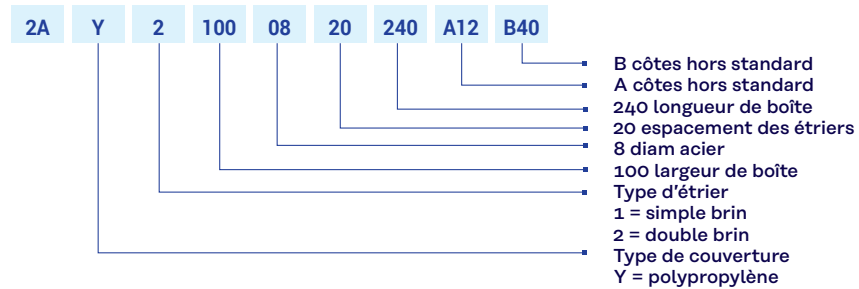 2A Y 2 100 08 20 240 A12 B40
B côtes hors standard
A côtes hors standard
240 longueur de boîte
20 espacement des étriers
8 diam acier
100 largeur de boîte
Type d'étrier
1 = simple brin
2 = double brin
Type de couverture
Y = polypropylène